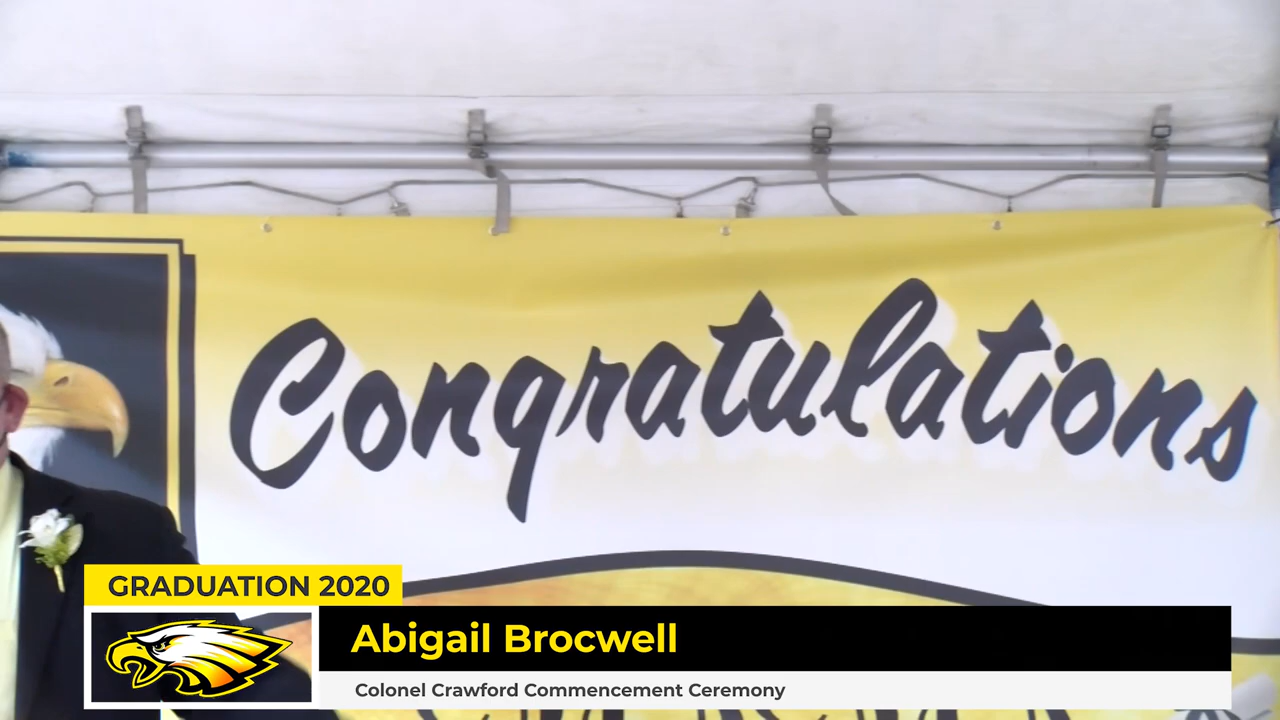 Congratulations
GRADUATION 2020
Abigail Brocwell
Colonel Crawford Commencement Ceremony